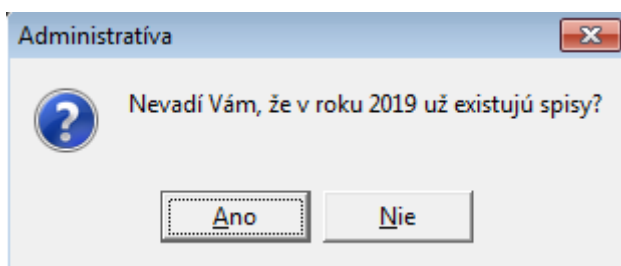 Administratíva
Nevadí Vám, že v roku 2019 už existujú spisy?
Ano
Nie